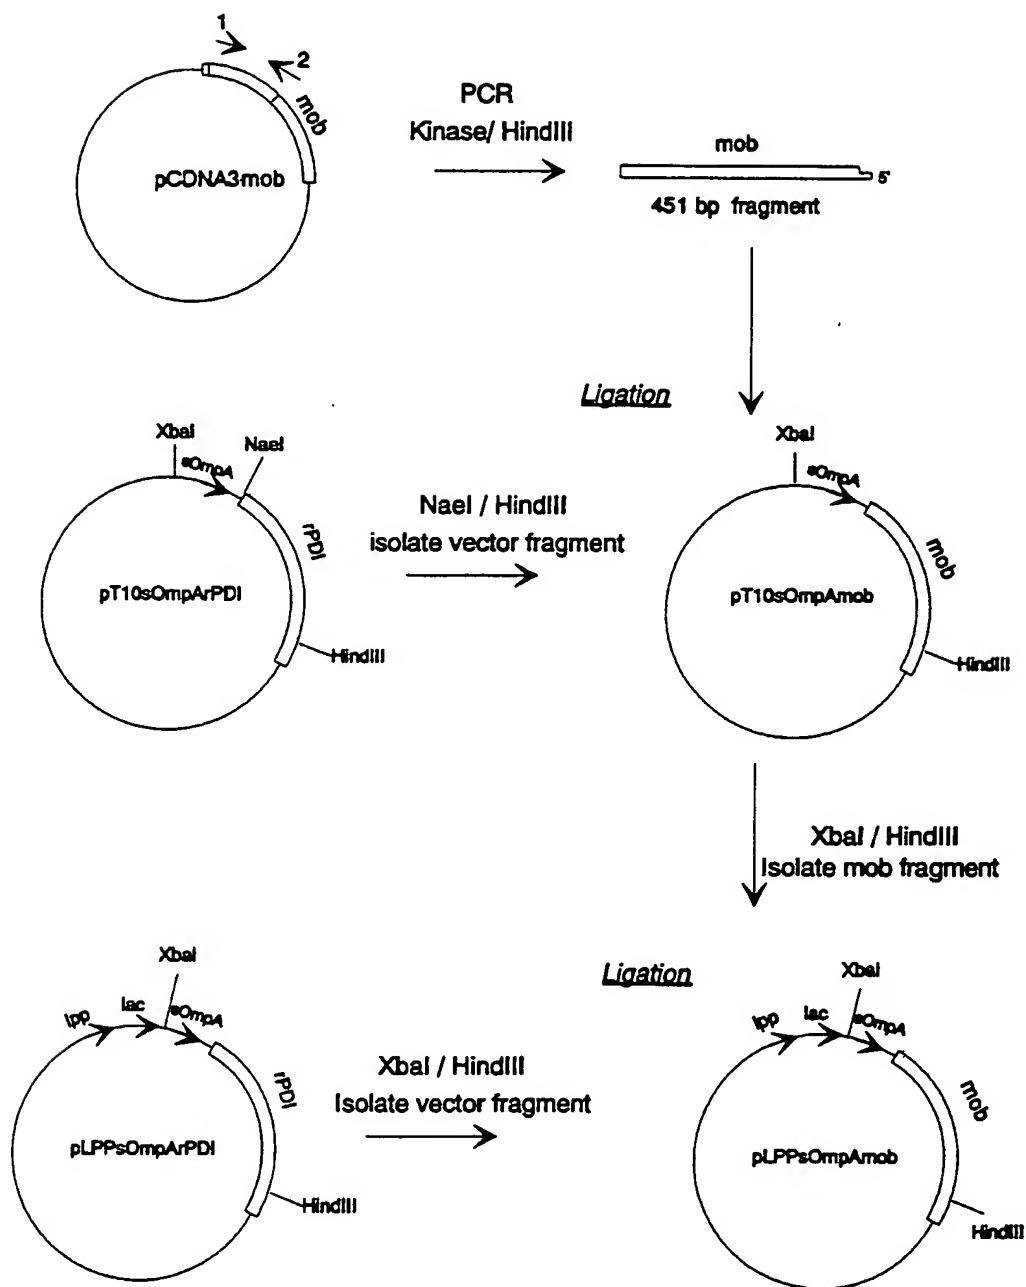 1
2
mob
pCDNA3mob
PCR
Kinase/ HindIII
mob
5'
451 bp fragment
Ligation
XbaI
sOmpA
NaeI
rPDI
pT10sOmpArPDI
HindIII
NaeI / HindIII
isolate vector fragment
XbaI
sOmpA
mob
pT10sOmpAmob
HindIII
XbaI / HindIII
Isolate mob fragment
Ligation
XbaI
lpp
lac
sOmpA
rPDI
pLPPsOmpArPDI
HindIII
XbaI / HindIII
Isolate vector fragment
XbaI
lpp
lac
sOmpA
mob
pLPPsOmpAmob
HindIII